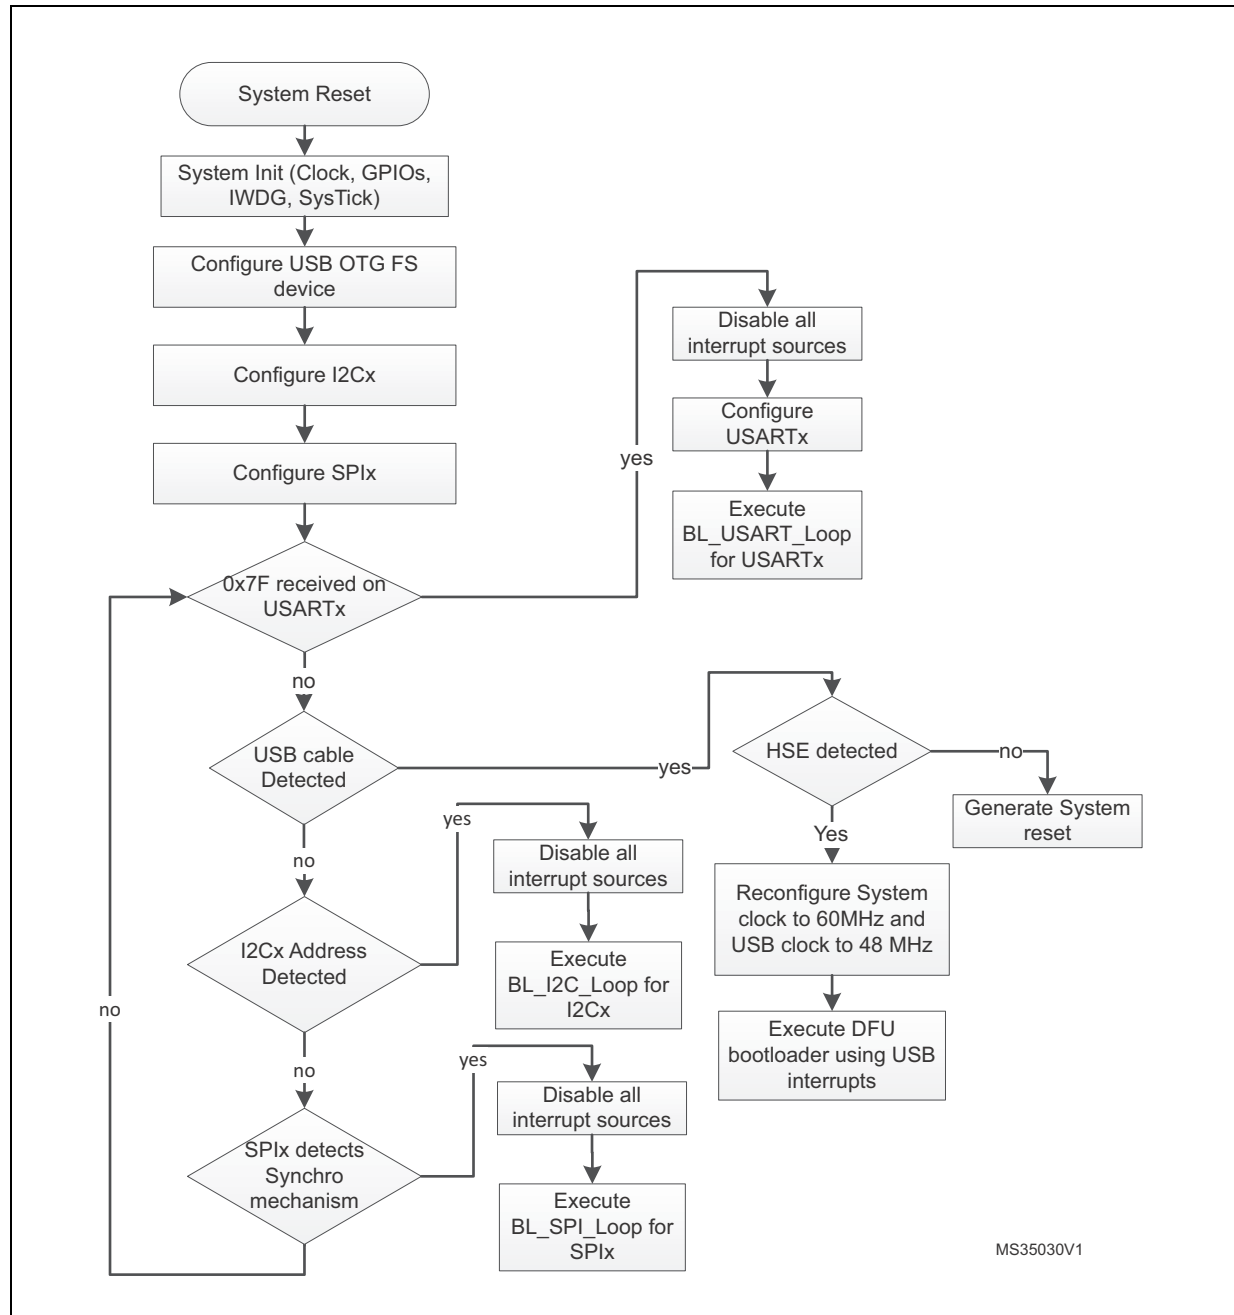 System Reset
System Init (Clock, GPIOs,
IWDG, SysTick)
Configure USB OTG FS
device
Configure I2Cx
Configure SPIx
0x7F received on
USARTx
yes
Disable all
interrupt sources
Configure
USARTx
Execute
BL_USART_Loop
for USARTx
no
USB cable
Detected
yes
HSE detected
no
Generate System
reset
Yes
Reconfigure System
clock to 60MHz and
USB clock to 48 MHz
Execute DFU
bootloader using USB
interrupts
no
I2Cx Address
Detected
yes
Disable all
interrupt sources
Execute
BL_I2C_Loop for
I2Cx
no
SPIx detects
Synchro
mechanism
yes
Disable all
interrupt sources
Execute
BL_SPI_Loop for
SPIx
no
MS35030V1